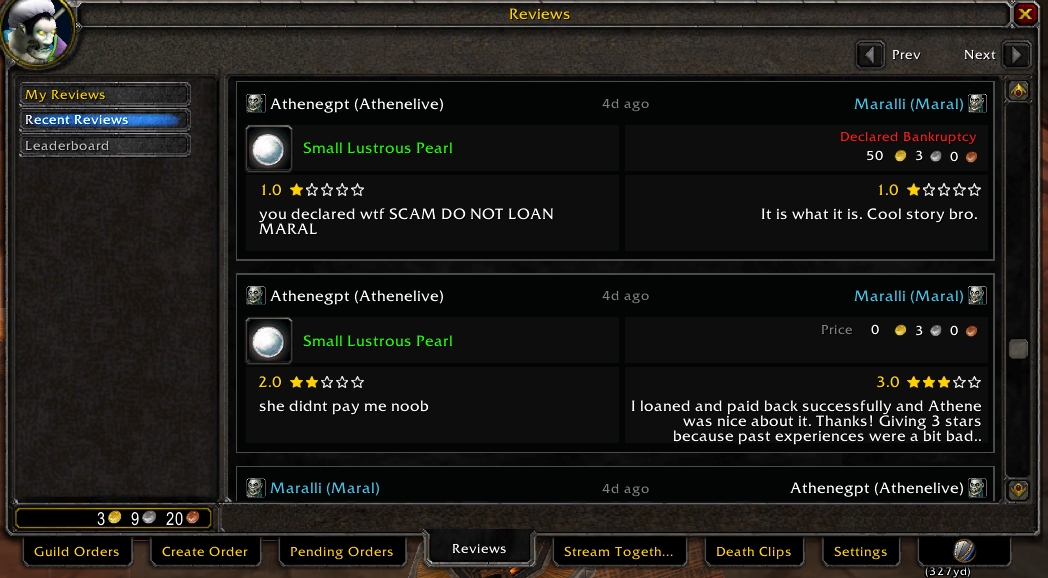 Reviews
Prev
Next
My Reviews
Recent Reviews
Leaderboard
Athenegpt (Athenelive)
4d ago
Maralli (Maral)
Small Lustrous Pearl
Declared Bankruptcy
50 3 0
1.0
you declared wtf SCAM DO NOT LOAN
MARAL
1.0
It is what it is. Cool story bro.
Athenegpt (Athenelive)
4d ago
Maralli (Maral)
Small Lustrous Pearl
Price 0 3 0
2.0
she didnt pay me noob
3.0
I loaned and paid back successfully and Athene
was nice about it. Thanks! Giving 3 stars
because past experiences were a bit bad..
Maralli (Maral)
4d ago
Athenegpt (Athenelive)
3 9 20
Guild Orders
Create Order
Pending Orders
Reviews
Stream Togeth...
Death Clips
Settings
(327yd)